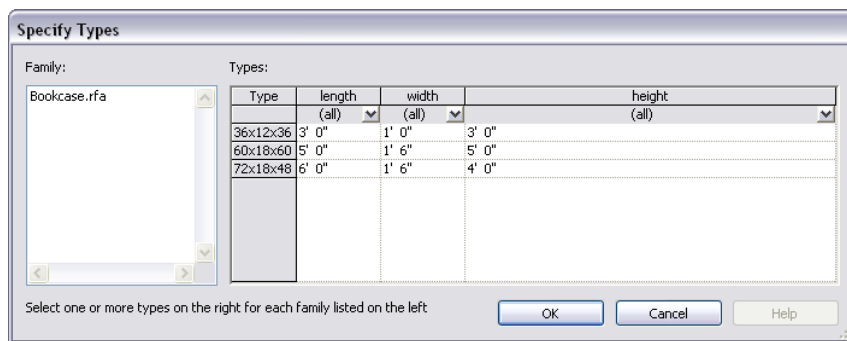 Specify Types
Family:
Types:
Bookcase.rfa
Type length width height
(all) (all) (all)
36x12x36 3' 0" 1' 0" 3' 0"
60x18x60 5' 0" 1' 6" 5' 0"
72x18x48 6' 0" 1' 6" 4' 0"
Select one or more types on the right for each family listed on the left
OK
Cancel
Help